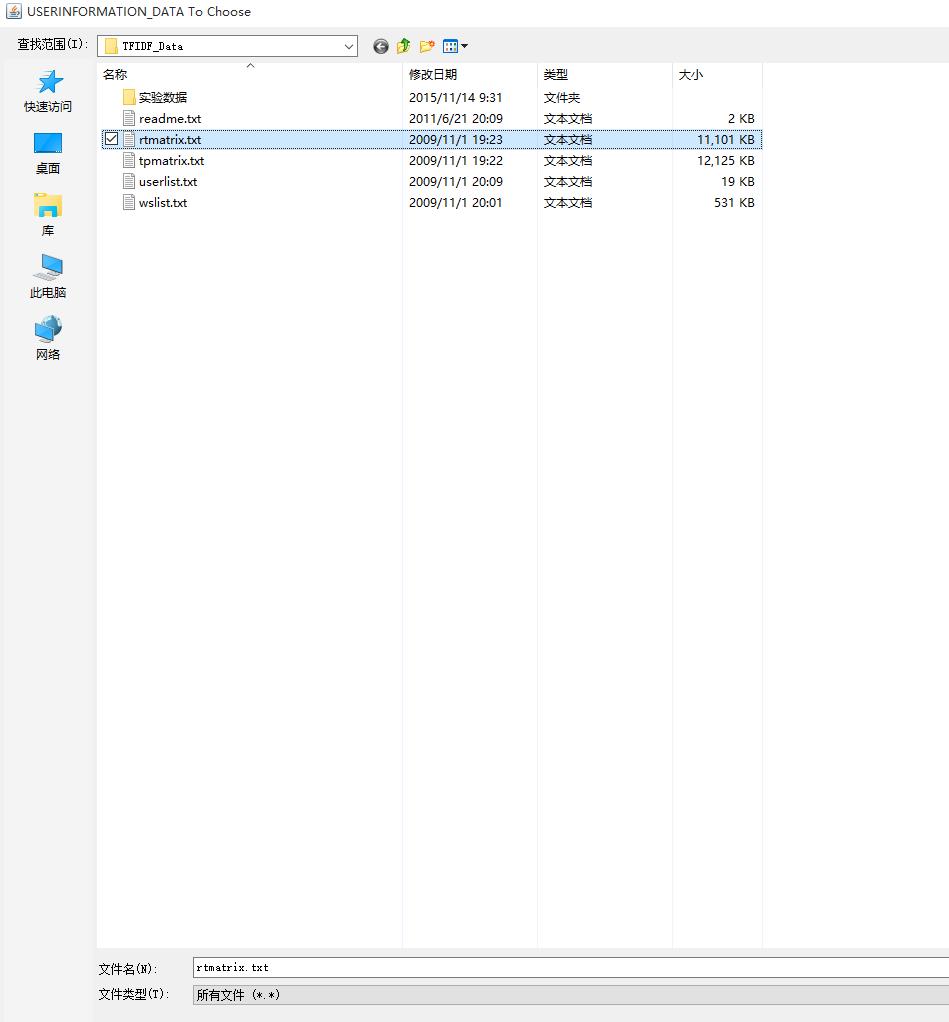 USERINFORMATION_DATA To Choose
查找范围(I): TFIDF_Data
名称 修改日期 类型 大小
实验数据 2015/11/14 9:31 文件夹
readme.txt 2011/6/21 20:09 文本文档 2 KB
rtmatrix.txt 2009/11/1 19:23 文本文档 11,101 KB
tpmatrix.txt 2009/11/1 19:22 文本文档 12,125 KB
userlist.txt 2009/11/1 20:09 文本文档 19 KB
wslist.txt 2009/11/1 20:01 文本文档 531 KB
快速访问
桌面
库
此电脑
网络
文件名(N): rtmatrix.txt
文件类型(T): 所有文件 (*.*)